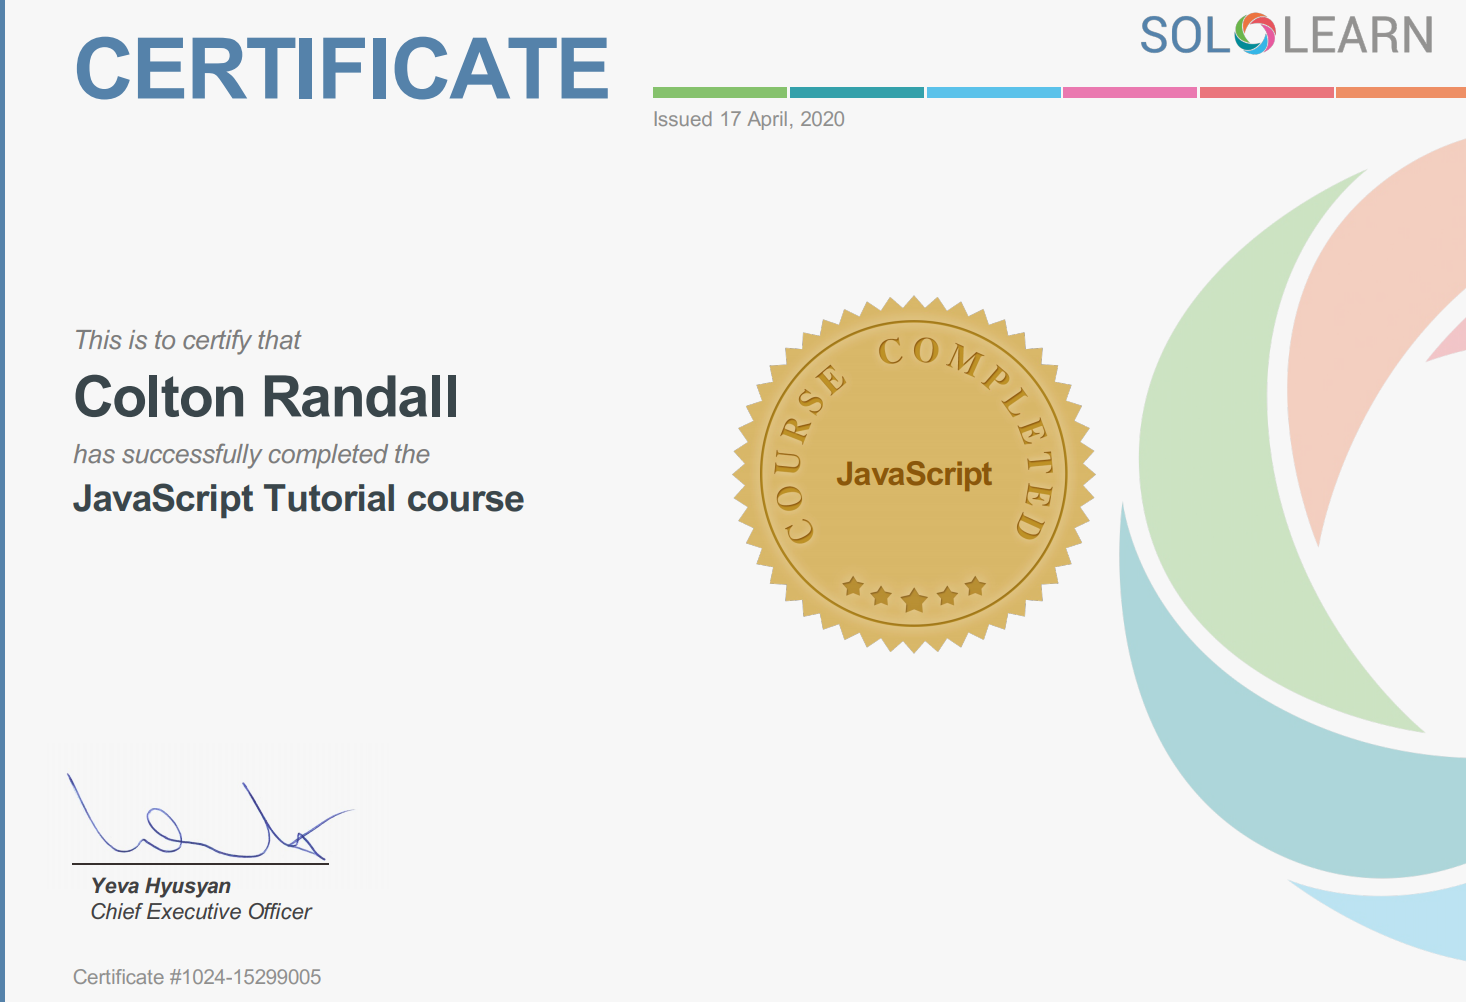 CERTIFICATE
SOLOLEARN
Issued 17 April, 2020
This is to certify that
Colton Randall
has successfully completed the
JavaScript Tutorial course
COURSE COMPLETED
JavaScript
Yeva Hyusyan
Chief Executive Officer
Certificate #1024-15299005